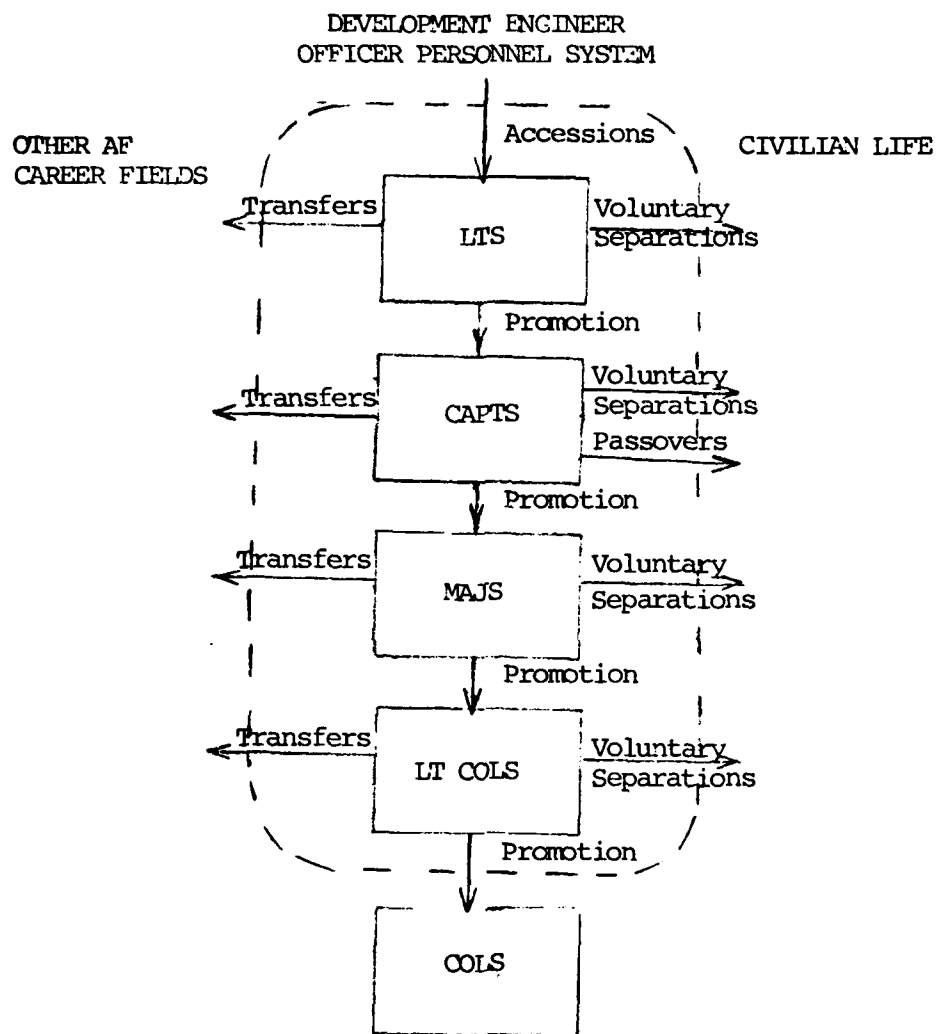 DEVELOPMENT ENGINEER
OFFICER PERSONNEL SYSTEM
Accessions
OTHER AF
CAREER FIELDS
CIVILIAN LIFE
Transfers
LTS
Voluntary
Separations
Promotion
Transfers
CAPTS
Voluntary
Separations
Passovers
Promotion
Transfers
MAJS
Voluntary
Separations
Promotion
Transfers
LT COLS
Voluntary
Separations
Promotion
COLS